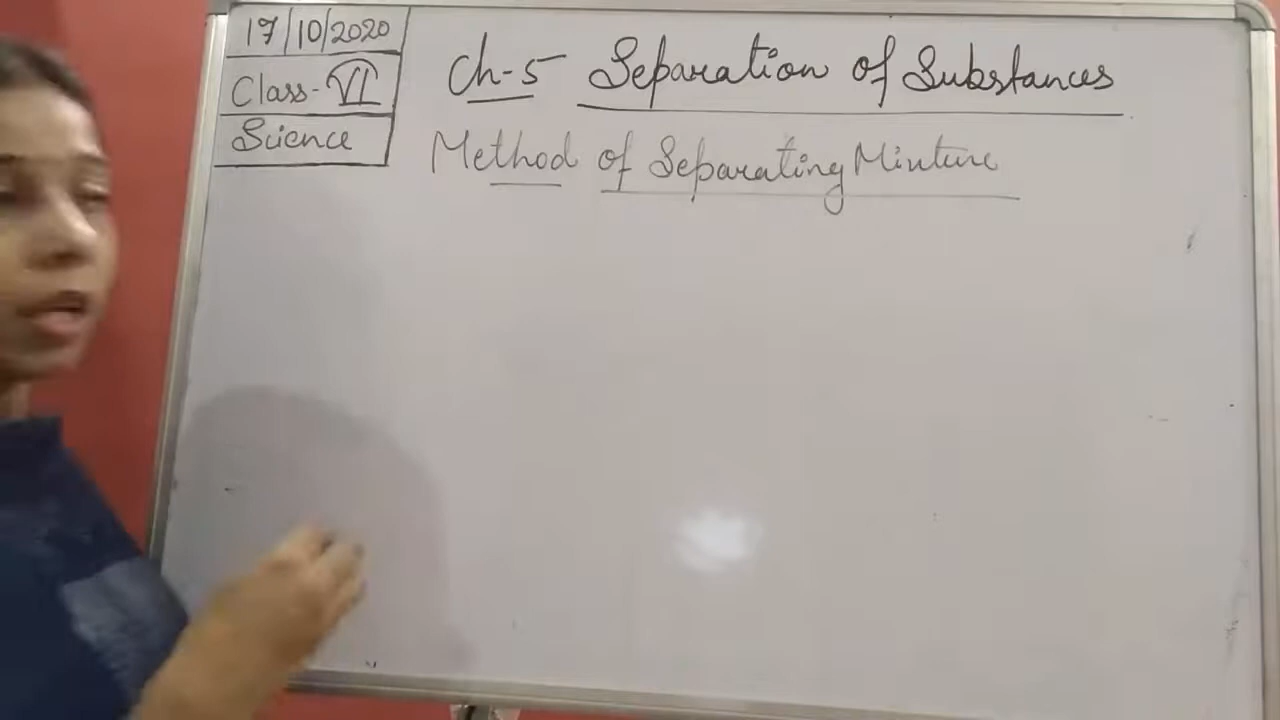 17/10/2020
Class-VI
Science
Ch-5 Separation of Substances
Method of Separating Mixture